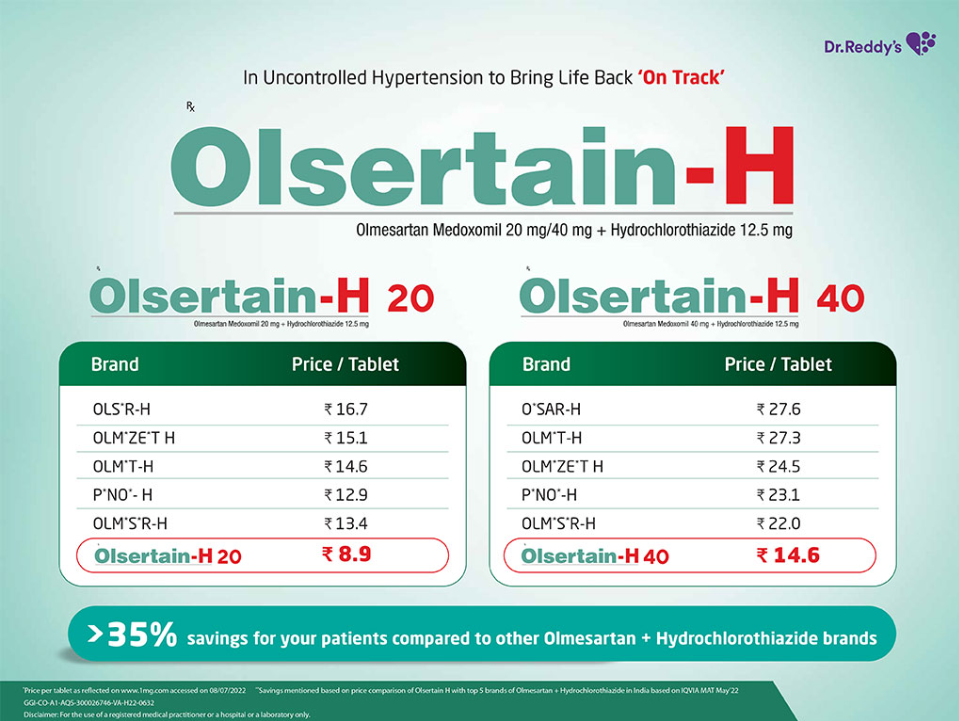 Dr.Reddy's
In Uncontrolled Hypertension to Bring Life Back 'On Track'
Rx
Olsertain-H
Olmesartan Medoxomil 20 mg/40 mg + Hydrochlorothiazide 12.5 mg
Rx
Olsertain-H 20
Olmesartan Medoxomil 20 mg + Hydrochlorothiazide 12.5 mg
Brand Price / Tablet
OLS*R-H ₹ 16.7
OLM*ZE*T H ₹ 15.1
OLM*T-H ₹ 14.6
P*NO*- H ₹ 12.9
OLM*S*R-H ₹ 13.4
Olsertain-H 20 ₹ 8.9
Rx
Olsertain-H 40
Olmesartan Medoxomil 40 mg + Hydrochlorothiazide 12.5 mg
Brand Price / Tablet
O*SAR-H ₹ 27.6
OLM*T-H ₹ 27.3
OLM*ZE*T H ₹ 24.5
P*NO*-H ₹ 23.1
OLM*S*R-H ₹ 22.0
Olsertain-H 40 ₹ 14.6
>35% savings for your patients compared to other Olmesartan + Hydrochlorothiazide brands
*Price per tablet as reflected on www.1mg.com accessed on 08/07/2022 **Savings mentioned based on price comparison of Olsertin H with top 5 brands of Olmesartan + Hydrochlorothiazide in India based on IQVIA MAT May'22
GGI-CO-A1-AQS-300026746-VA-H22-0632
Disclaimer: For the use of a registered medical practitioner or a hospital or a laboratory only.